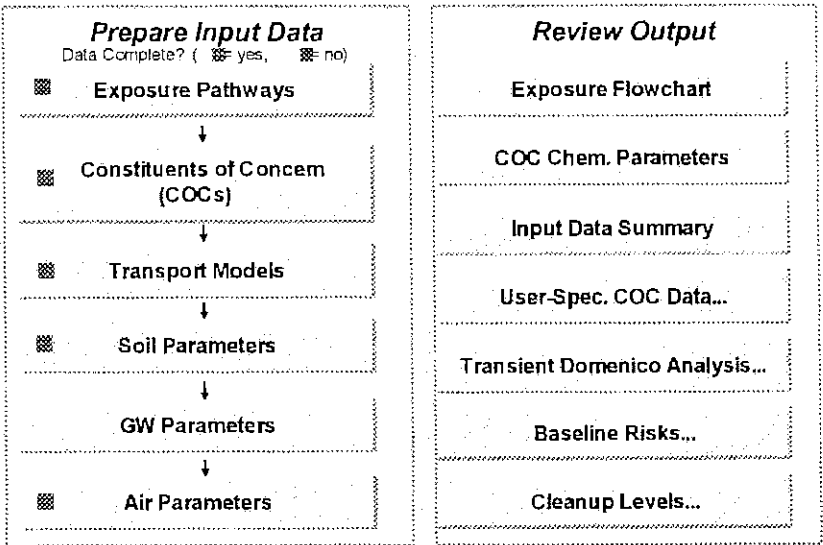 Prepare Input Data
Data Complete? ( = yes, = no)
Exposure Pathways
Constituents of Concern
(COCs)
Transport Models
Soil Parameters
GW Parameters
Air Parameters
Review Output
Exposure Flowchart
COC Chem. Parameters
Input Data Summary
User-Spec. COC Data...
Transient Domenico Analysis...
Baseline Risks...
Cleanup Levels...